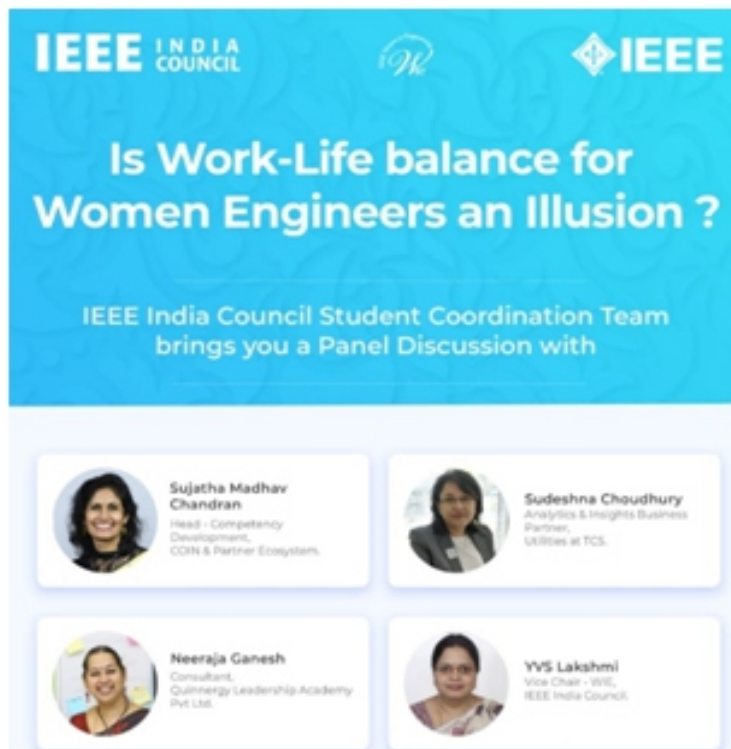 IEEE INDIA COUNCIL
WIE
IEEE
Is Work-Life balance for
Women Engineers an Illusion ?
IEEE India Council Student Coordination Team
brings you a Panel Discussion with
Sujatha Madhav
Chandran
Head - Competency
Development,
COIN & Partner Ecosystem.
Sudeshna Choudhury
Analytics & Insights Business
Partner,
Utilities at TCS.
Neeraja Ganesh
Consultant,
Quinnergy Leadership Academy
Pvt Ltd.
YVS Lakshmi
Vice Chair - WIE,
IEEE India Council.